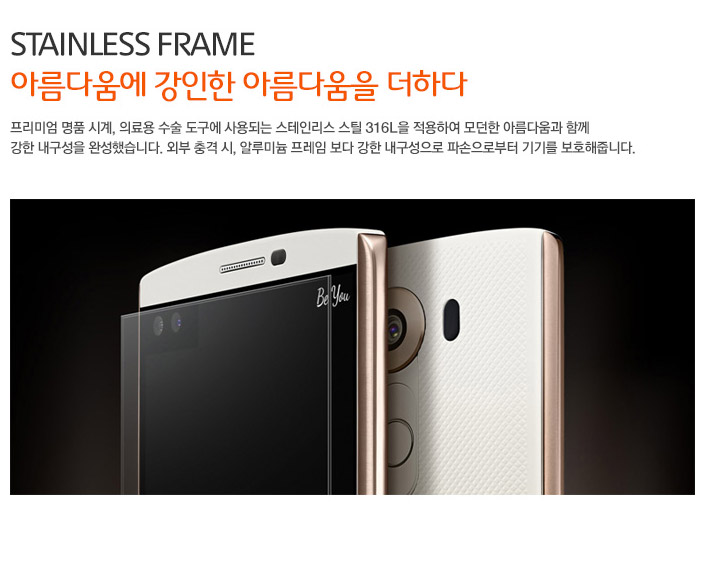 STAINLESS FRAME
아름다움에 강인한 아름다움을 더하다
프리미엄 명품 시계, 의료용 수술 도구에 사용되는 스테인리스 스틸 316L을 적용하여 모던한 아름다움과 함께
강한 내구성을 완성했습니다. 외부 충격 시, 알루미늄 프레임 보다 강한 내구성으로 파손으로부터 기기를 보호해줍니다.
Be You